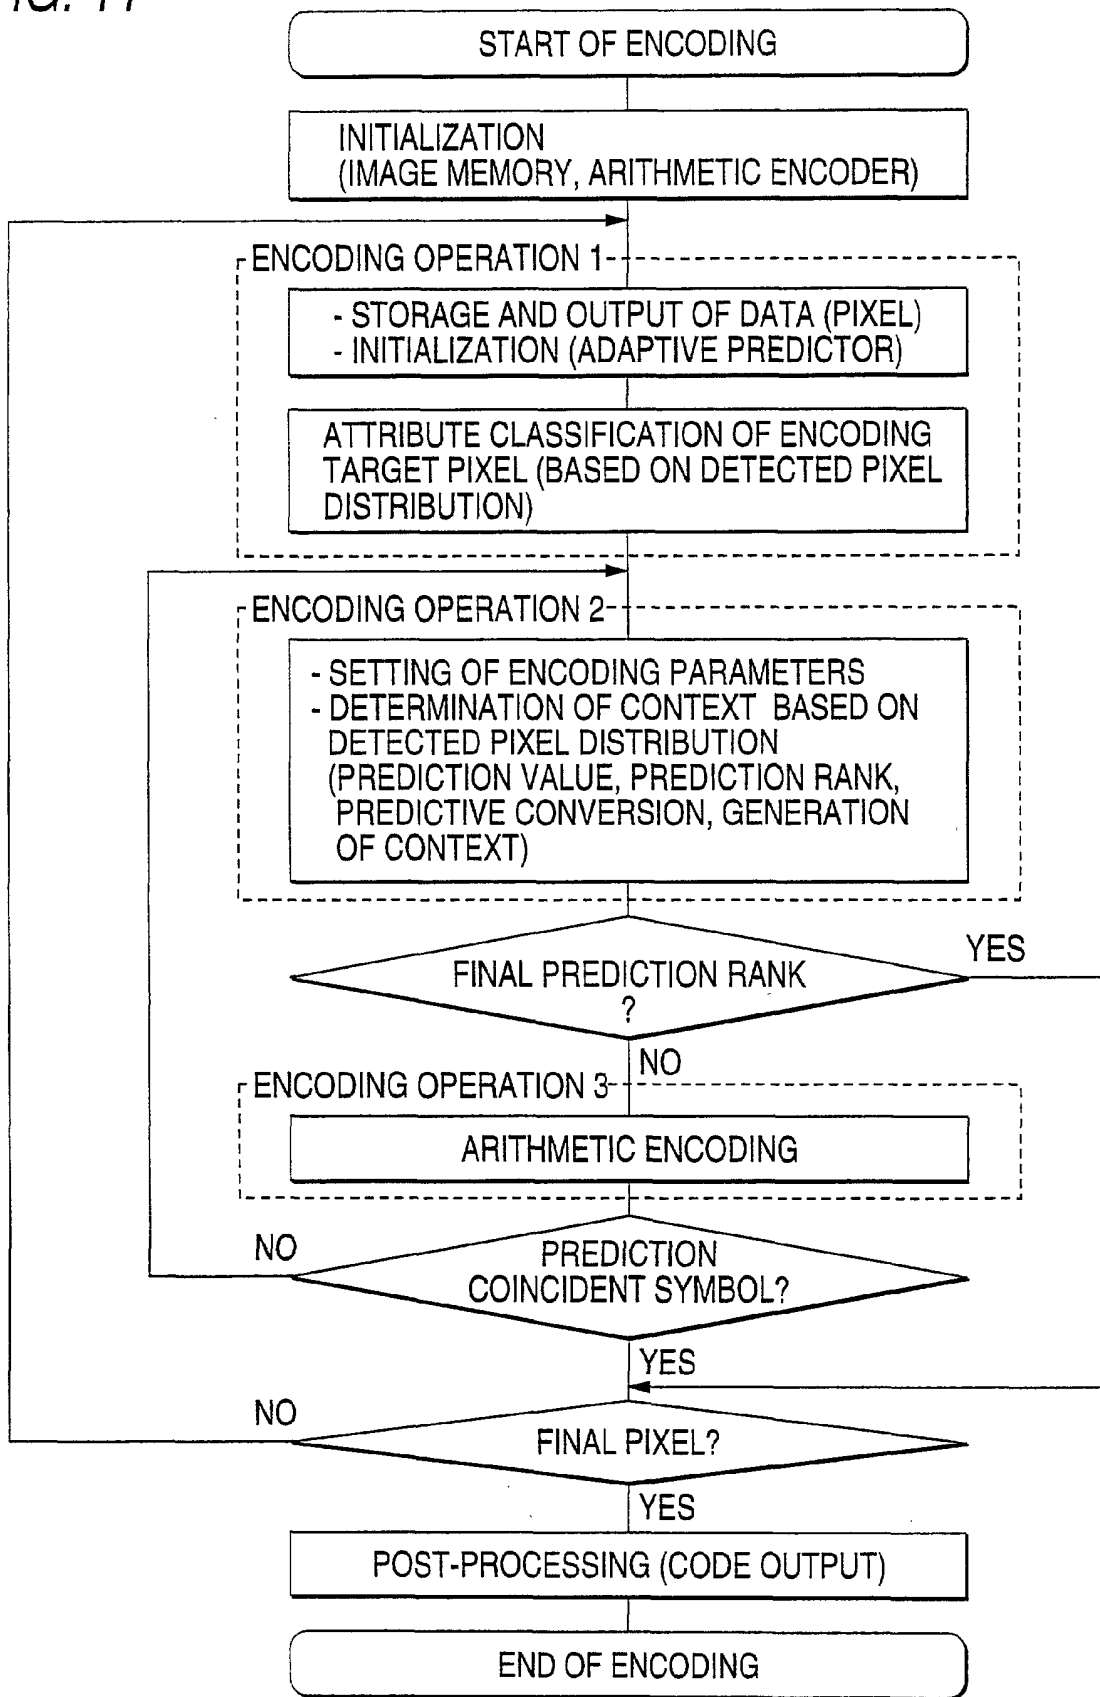 START OF ENCODING
INITIALIZATION
(IMAGE MEMORY, ARITHMETIC ENCODER)
ENCODING OPERATION 1
- STORAGE AND OUTPUT OF DATA (PIXEL)
- INITIALIZATION (ADAPTIVE PREDICTOR)
ATTRIBUTE CLASSIFICATION OF ENCODING
TARGET PIXEL (BASED ON DETECTED PIXEL
DISTRIBUTION)
ENCODING OPERATION 2
- SETTING OF ENCODING PARAMETERS
- DETERMINATION OF CONTEXT BASED ON
DETECTED PIXEL DISTRIBUTION
(PREDICTION VALUE, PREDICTION RANK,
PREDICTIVE CONVERSION, GENERATION
OF CONTEXT)
YES
FINAL PREDICTION RANK
?
NO
ENCODING OPERATION 3
ARITHMETIC ENCODING
NO
PREDICTION
COINCIDENT SYMBOL?
YES
NO
FINAL PIXEL?
YES
POST-PROCESSING (CODE OUTPUT)
END OF ENCODING